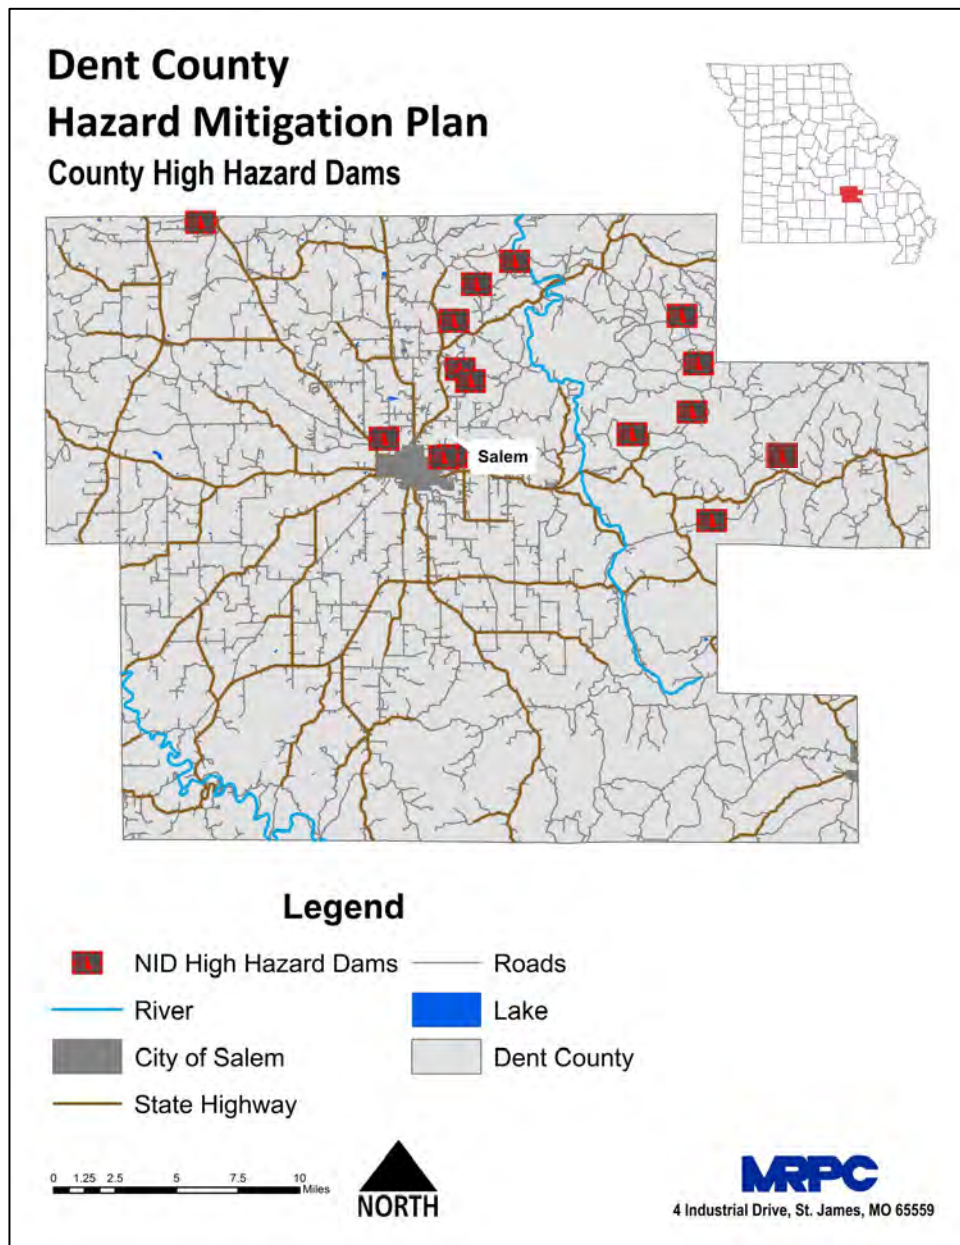 Dent County
Hazard Mitigation Plan
County High Hazard Dams
Salem
Legend
NID High Hazard Dams
Roads
River
Lake
City of Salem
Dent County
State Highway
0 1.25 2.5 5 7.5 10
Miles
NORTH
MRPC
4 Industrial Drive, St. James, MO 65559